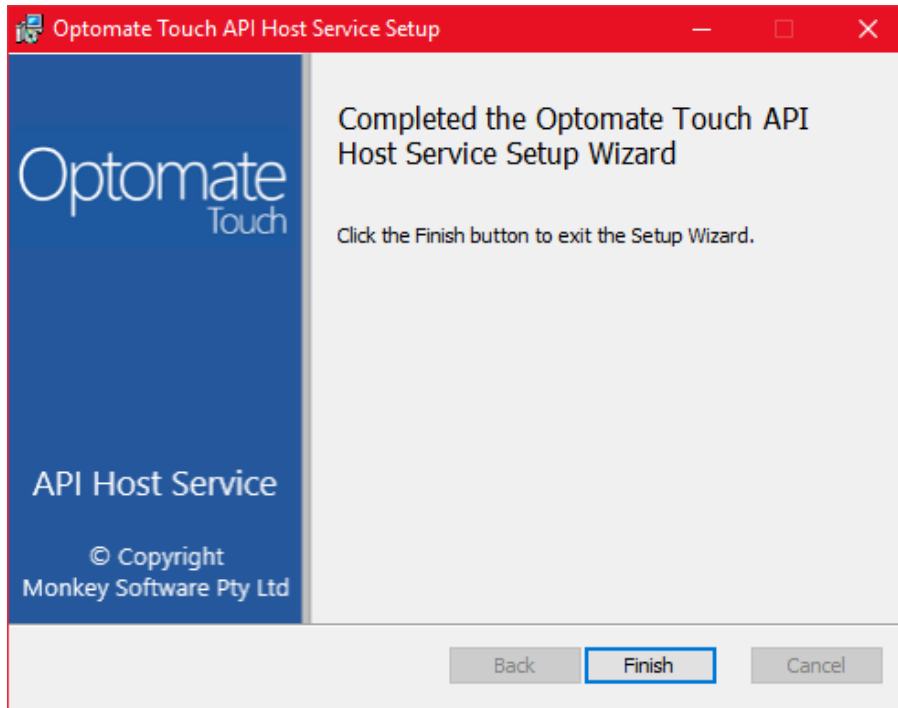 Optomate Touch API Host Service Setup
Optomate
Touch
API Host Service
© Copyright
Monkey Software Pty Ltd
Completed the Optomate Touch API
Host Service Setup Wizard
Click the Finish button to exit the Setup Wizard.
Back
Finish
Cancel